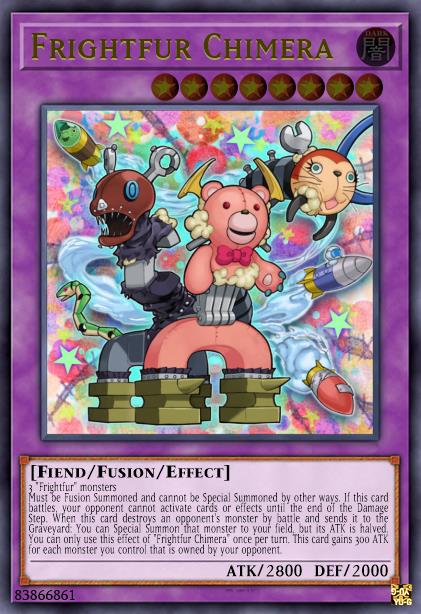 FRIGHTFUR CHIMERA
DARK
闇
[FIEND/FUSION/EFFECT]
3 "Frightfur" monsters
Must be Fusion Summoned and cannot be Special Summoned by other ways. If this card
battles, your opponent cannot activate cards or effects until the end of the Damage
Step. When this card destroys an opponent's monster by battle and sends it to the
Graveyard: You can Special Summon that monster to your field, but its ATK is halved.
You can only use this effect of "Frightfur Chimera" once per turn. This card gains 300 ATK
for each monster you control that is owned by your opponent.
ATK/2800 DEF/2000
83866861